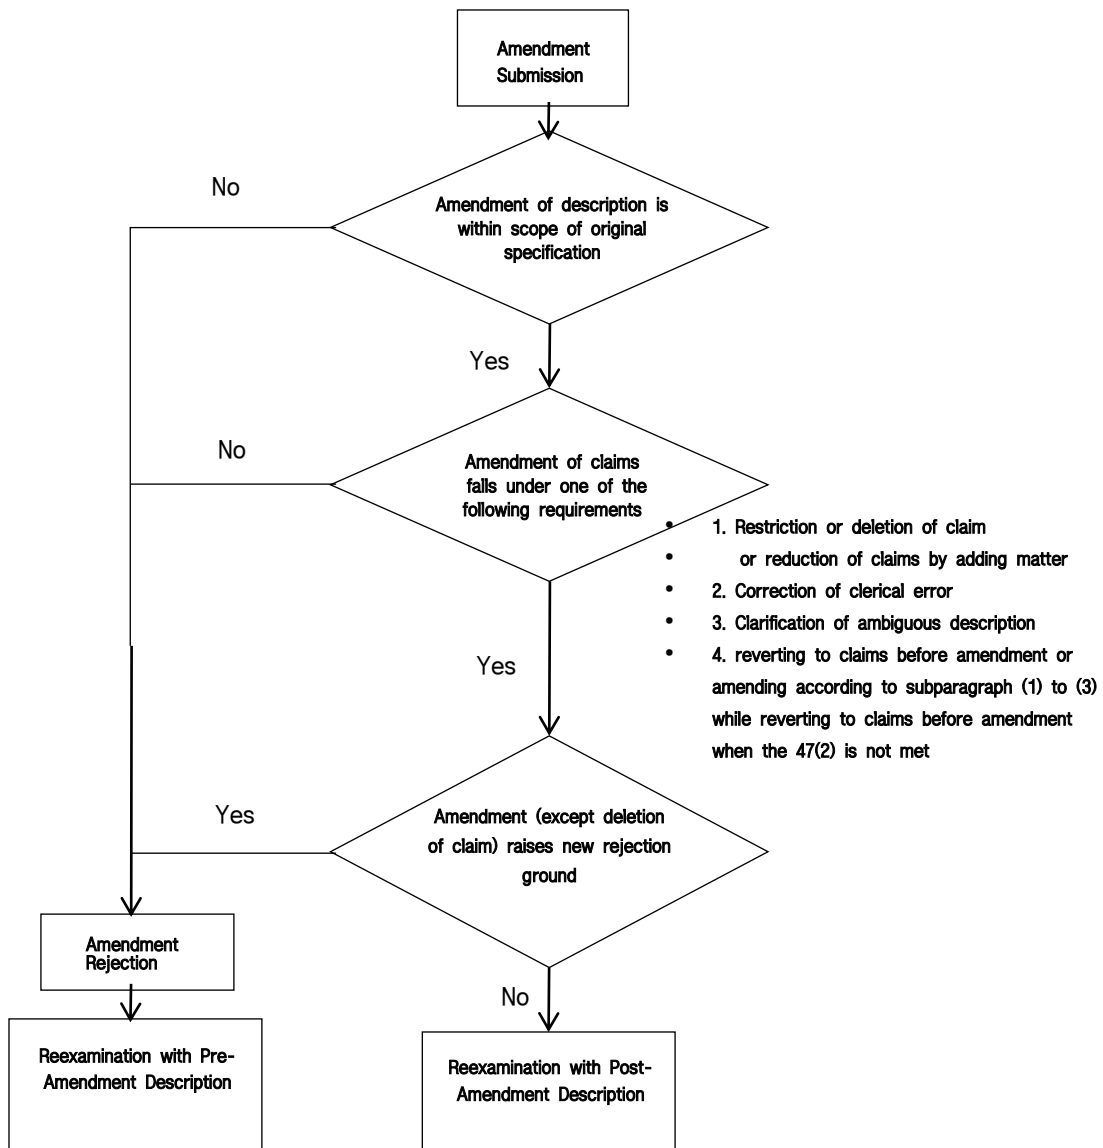 Amendment
Submission
No
Amendment of description is
within scope of original
specification
Yes
No
Amendment of claims
falls under one of the
following requirements
• 1. Restriction or deletion of claim
• or reduction of claims by adding matter
• 2. Correction of clerical error
• 3. Clarification of ambiguous description
• 4. reverting to claims before amendment or
amending according to subparagraph (1) to (3)
while reverting to claims before amendment
when the 47(2) is not met
Yes
Yes
Amendment (except deletion
of claim) raises new rejection
ground
Amendment
Rejection
No
Reexamination with Pre-
Amendment Description
Reexamination with Post-
Amendment Description